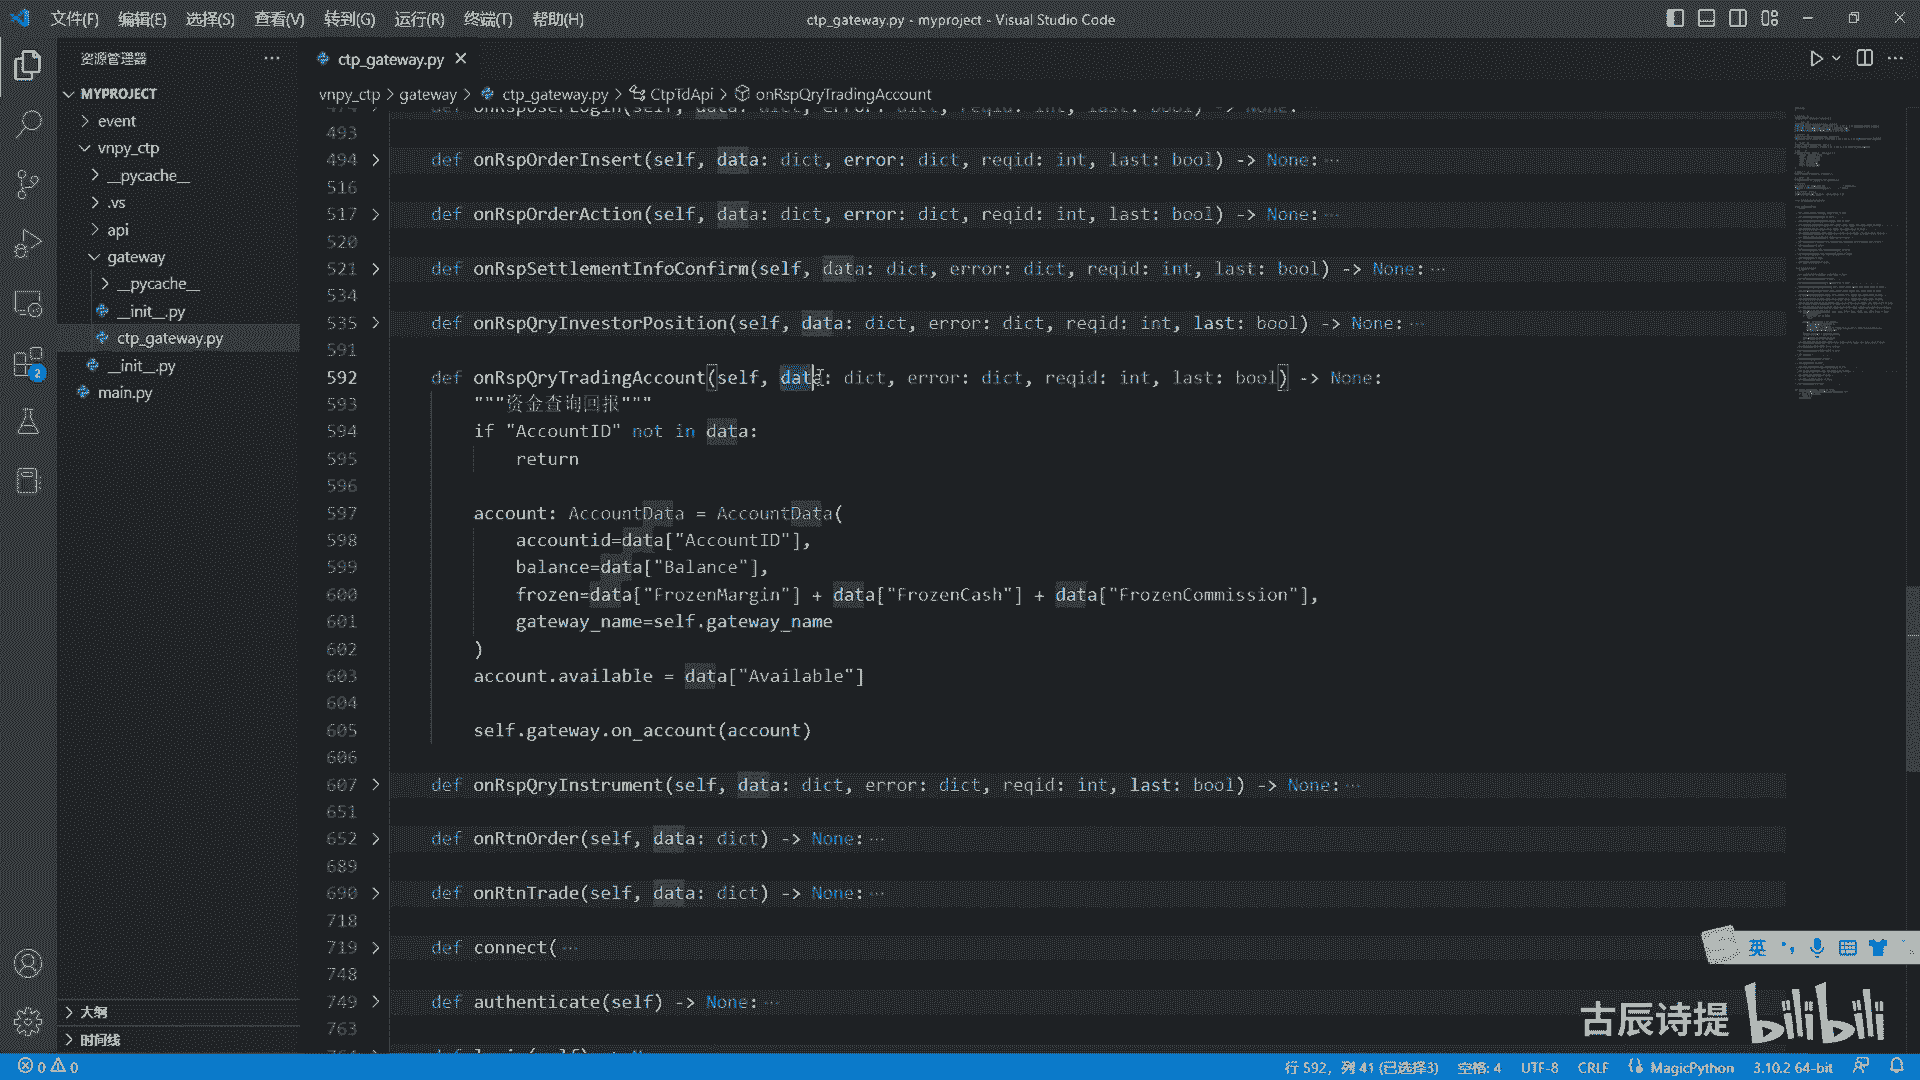 文件(F) 编辑(E) 选择(S) 查看(V) 转到(G) 运行(R) 终端(T) 帮助(H)
ctp_gateway.py - myproject - Visual Studio Code
资源管理器
MYPROJECT
event
vnpy_ctp
__pycache__
.vs
api
gateway
__pycache__
__init__.py
ctp_gateway.py
__init__.py
main.py
大纲
时间线
ctp_gateway.py
vnpy_ctp > gateway > ctp_gateway.py > CtpTdApi > onRspQryTradingAccount
493
494 def onRspOrderInsert(self, data: dict, error: dict, reqid: int, last: bool) -> None:···
516
517 def onRspOrderAction(self, data: dict, error: dict, reqid: int, last: bool) -> None:···
520
521 def onRspSettlementInfoConfirm(self, data: dict, error: dict, reqid: int, last: bool) -> None:···
534
535 def onRspQryInvestorPosition(self, data: dict, error: dict, reqid: int, last: bool) -> None:···
591
592 def onRspQryTradingAccount(self, data: dict, error: dict, reqid: int, last: bool) -> None:
593 """资金查询回报"""
594 if "AccountID" not in data:
595 return
596
597 account: AccountData = AccountData(
598 accountid=data["AccountID"],
599 balance=data["Balance"],
600 frozen=data["FrozenMargin"] + data["FrozenCash"] + data["FrozenCommission"],
601 gateway_name=self.gateway_name
602 )
603 account.available = data["Available"]
604
605 self.gateway.on_account(account)
606
607 def onRspQryInstrument(self, data: dict, error: dict, reqid: int, last: bool) -> None:···
651
652 def onRtnOrder(self, data: dict) -> None:···
689
690 def onRtnTrade(self, data: dict) -> None:···
718
719 def connect(···
748
749 def authenticate(self) -> None:···
763
英
古辰诗提 bilibili
2
0 0
行 592，列 41 (已选择3) 空格: 4 UTF-8 CRLF MagicPython 3.10.2 64-bit